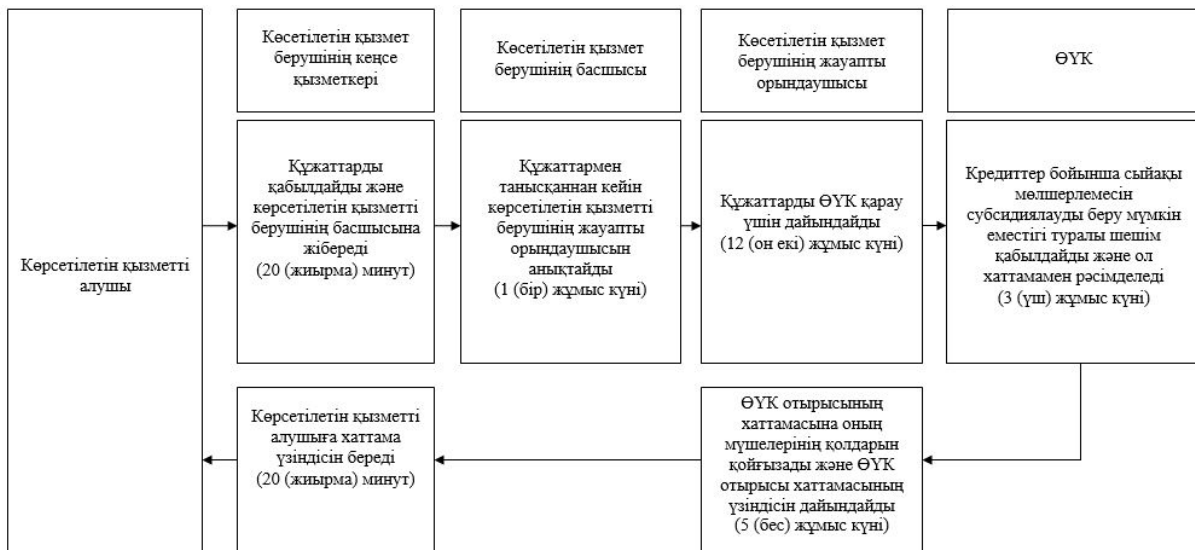 Көсетілетін қызмет
берушінің кеңсе
қызметкері
Көсетілетін қызмет
берушінің басшысы
Көсетілетін қызмет
берушінің жауапты
орындаушысы
ӨҮК
Көрсетілетін қызметті
алушы
Құжаттарды
қабылдайды және
көрсетілетін қызметті
берушінің басшысына
жібереді
(20 (жиырма) минут)
Құжаттармен
танысқаннан кейін
көрсетілетін қызметті
берушінің жауапты
орындаушысын
анықтайды
(1 (бір) жұмыс күні)
Құжаттарды ӨҮК қарау
үшін дайындайды
(12 (он екі) жұмыс күні)
Кредиттер бойынша сыйақы
мөлшерлемесін
субсидиялауды беру мүмкін
еместігі туралы шешім
қабылдайды және ол
хаттамамен рәсімделеді
(3 (үш) жұмыс күні)
Көрсетілетін қызметті
алушыға хаттама
үзіндісін береді
(20 (жиырма) минут)
ӨҮК отырысының
хаттамасына оның
мүшелерінің қолдарын
қойғызады және ӨҮК
отырысы хаттамасының
үзіндісін дайындайды
(5 (бес) жұмыс күні)